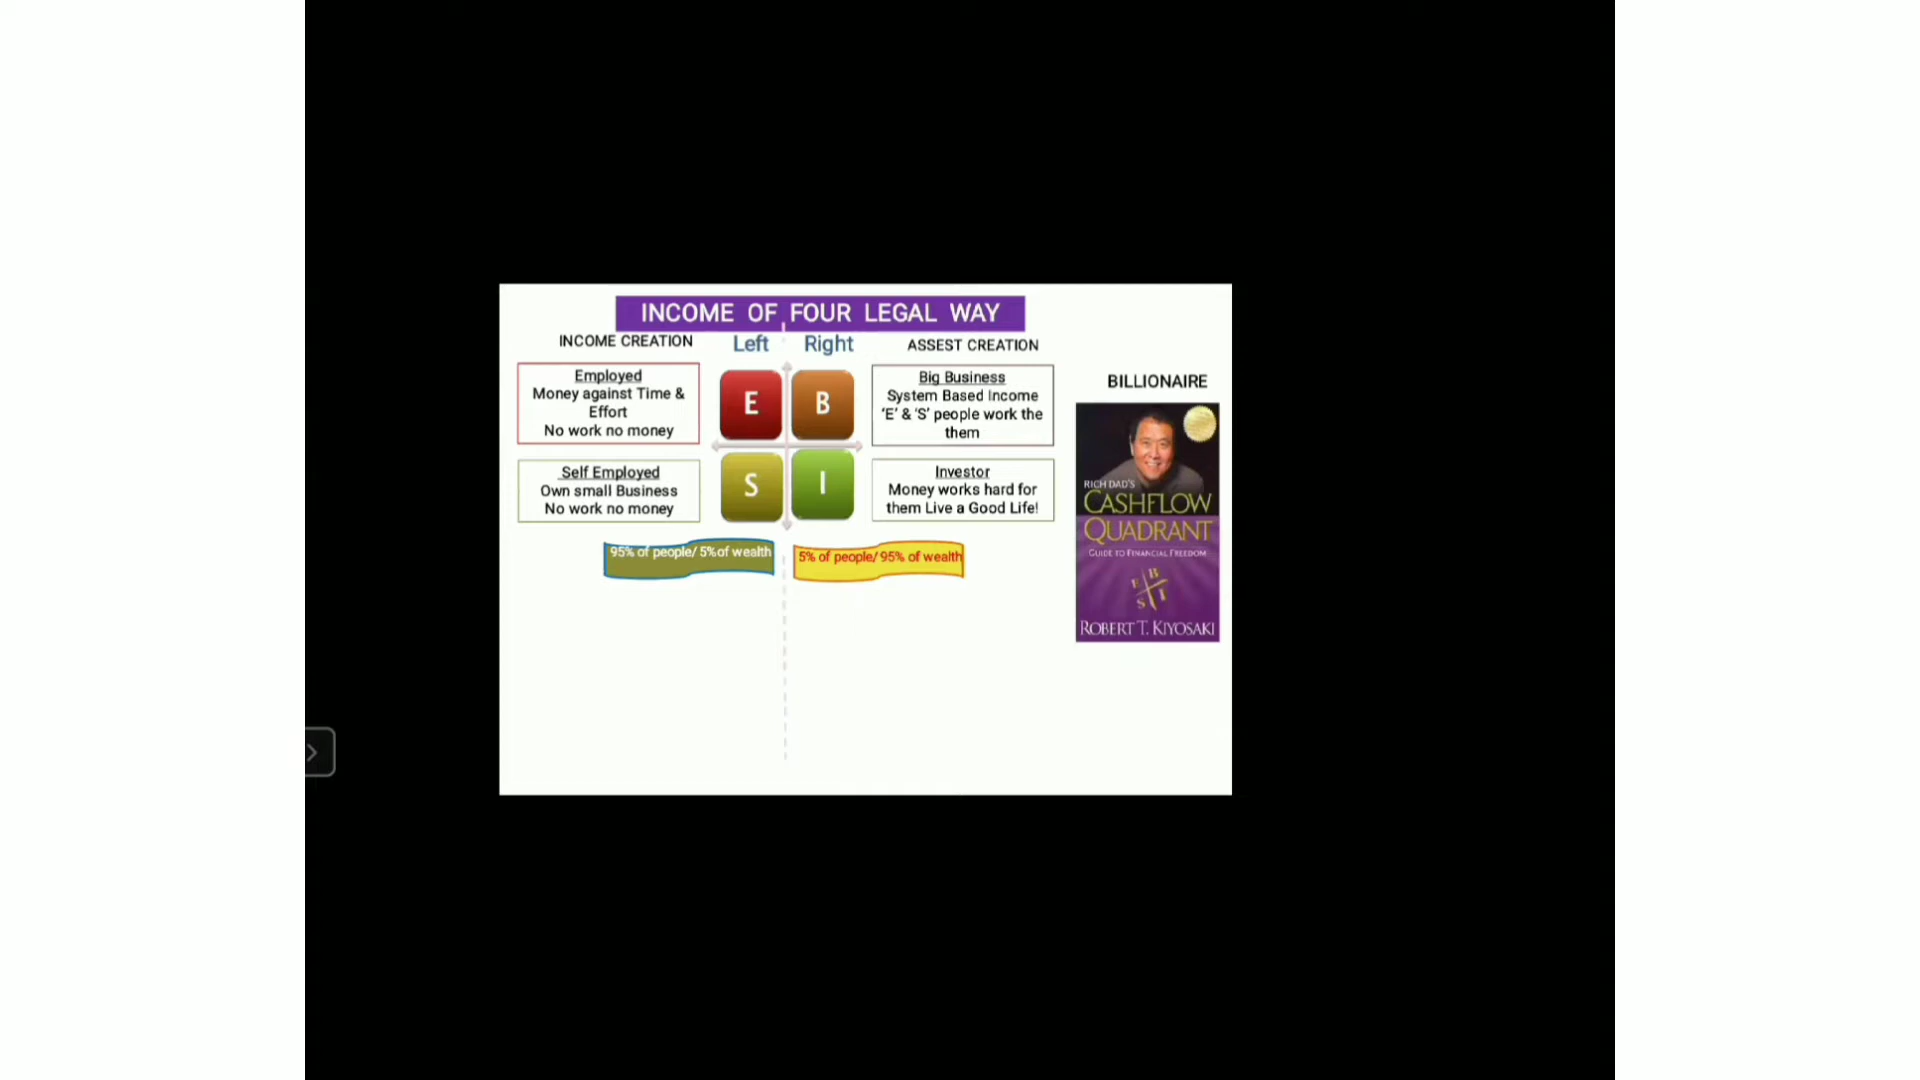 INCOME OF FOUR LEGAL WAY
INCOME CREATION
Left
Right
ASSEST CREATION
Employed
Money against Time &
Effort
No work no money
E
B
Big Business
System Based Income
'E' & 'S' people work the
them
Self Employed
Own small Business
No work no money
S
I
Investor
Money works hard for
them Live a Good Life!
95% of people/ 5%of wealth
5% of people/ 95% of wealth
BILLIONAIRE
RICH DAD'S
CASHFLOW
QUADRANT
GUIDE TO FINANCIAL FREEDOM
E B
S I
ROBERT T. KIYOSAKI